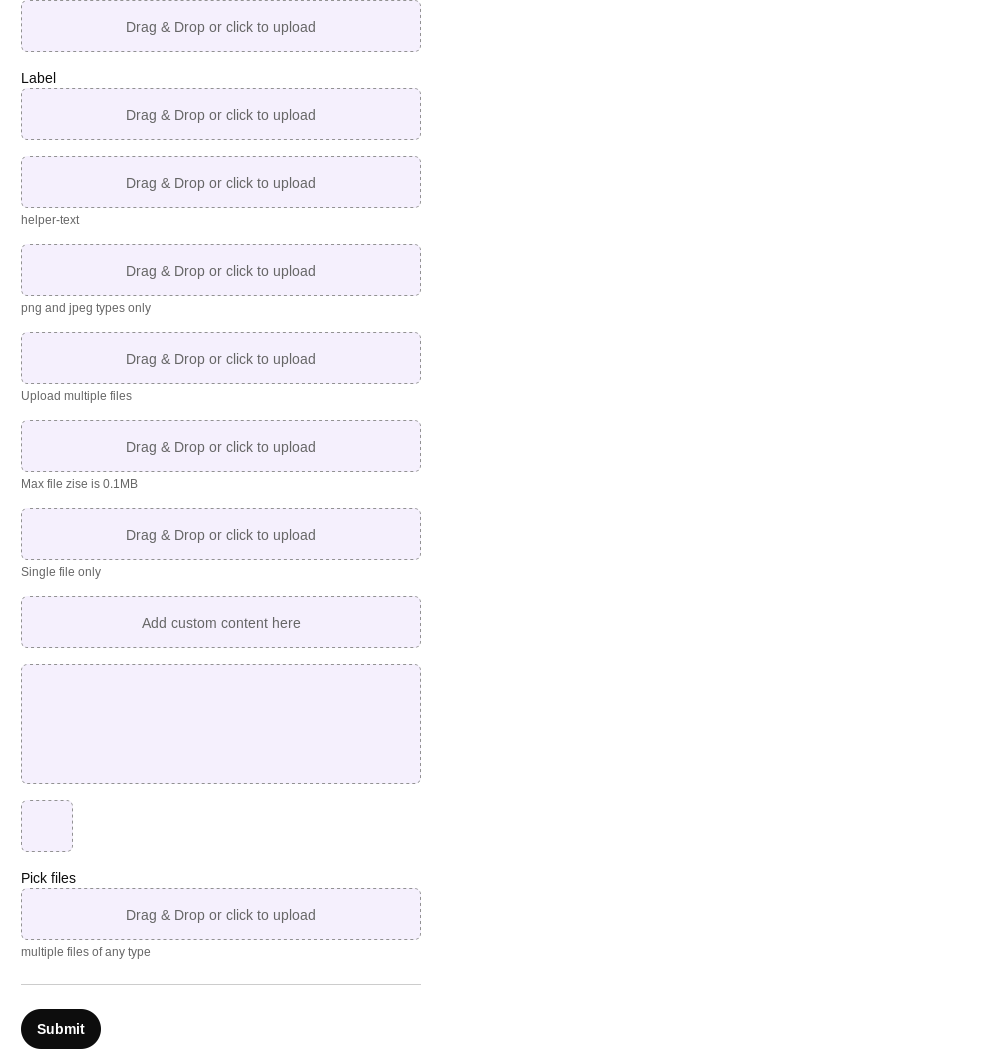 Drag & Drop or click to upload
Label
Drag & Drop or click to upload
Drag & Drop or click to upload
helper-text
Drag & Drop or click to upload
png and jpeg types only
Drag & Drop or click to upload
Upload multiple files
Drag & Drop or click to upload
Max file zise is 0.1MB
Drag & Drop or click to upload
Single file only
Add custom content here
Pick files
Drag & Drop or click to upload
multiple files of any type
Submit